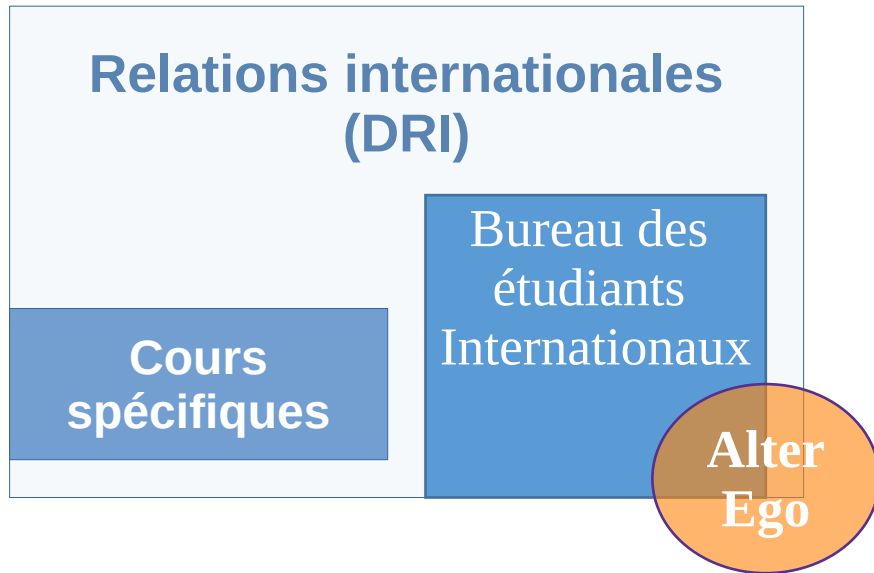 Relations internationales
(DRI)
Bureau des
étudiants
Internationaux
Cours
spécifiques
Alter
Ego